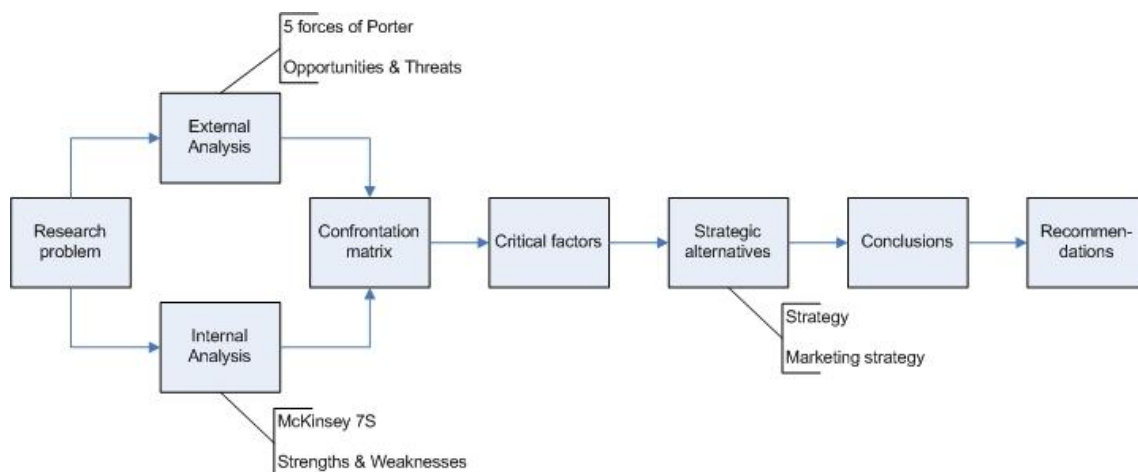 5 forces of Porter
Opportunities & Threats
External
Analysis
Research
problem
Confrontation
matrix
Critical factors
Strategic
alternatives
Conclusions
Recommen-
dations
Internal
Analysis
Strategy
Marketing strategy
McKinsey 7S
Strengths & Weaknesses